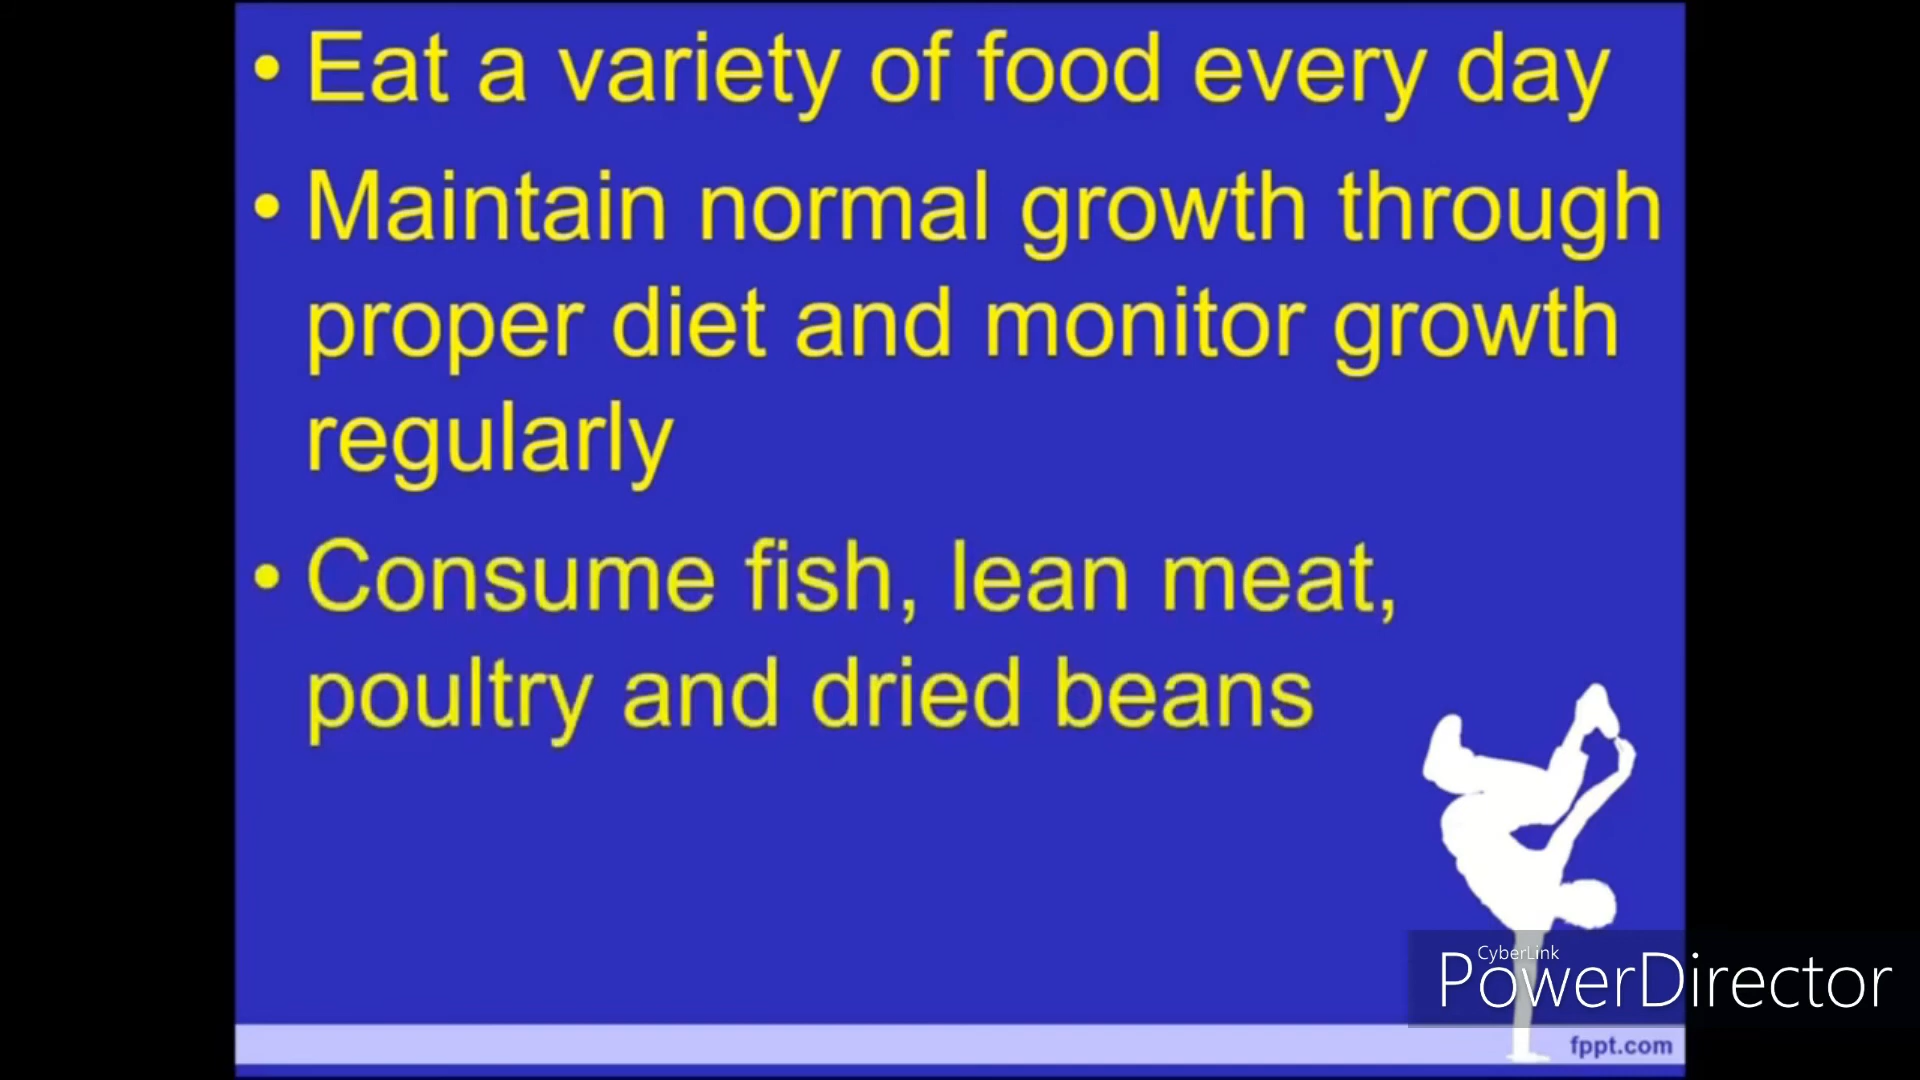 • Eat a variety of food every day
• Maintain normal growth through
proper diet and monitor growth
regularly
• Consume fish, lean meat,
poultry and dried beans
CyberLink
PowerDirector
fppt.com